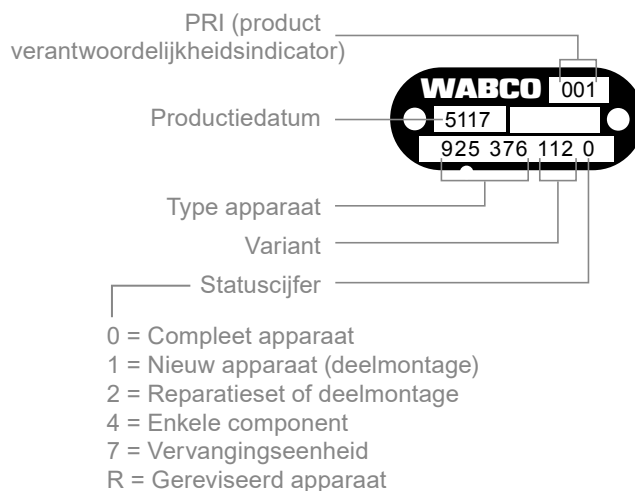 PRI (product
verantwoordelijkheidsindicator)
WABCO 001
Productiedatum
5117
925 376 112 0
Type apparaat
Variant
Statuscijfer
0 = Compleet apparaat
1 = Nieuw apparaat (deelmontage)
2 = Reparatieset of deelmontage
4 = Enkele component
7 = Vervangingseenheid
R = Gereviseerd apparaat